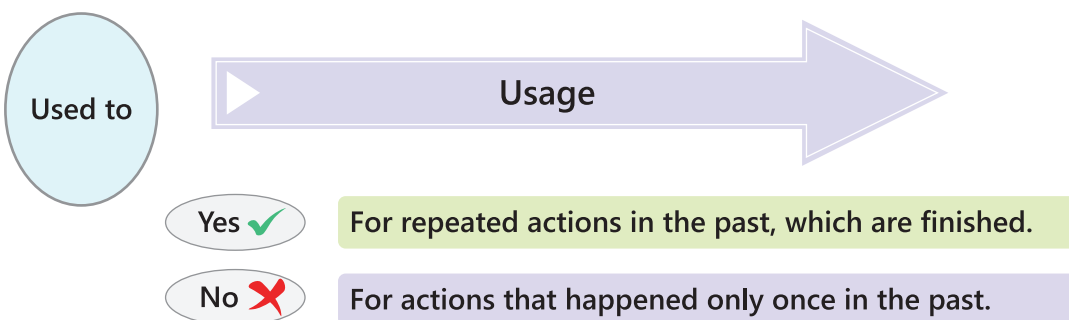 Used to
Usage
Yes
For repeated actions in the past, which are finished.
No
For actions that happened only once in the past.